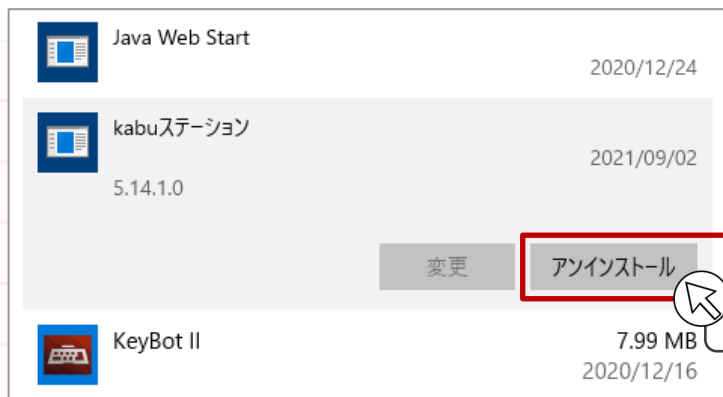 Java Web Start
2020/12/24
kabuステーション
2021/09/02
5.14.1.0
変更
アンインストール
KeyBot II
7.99 MB
2020/12/16